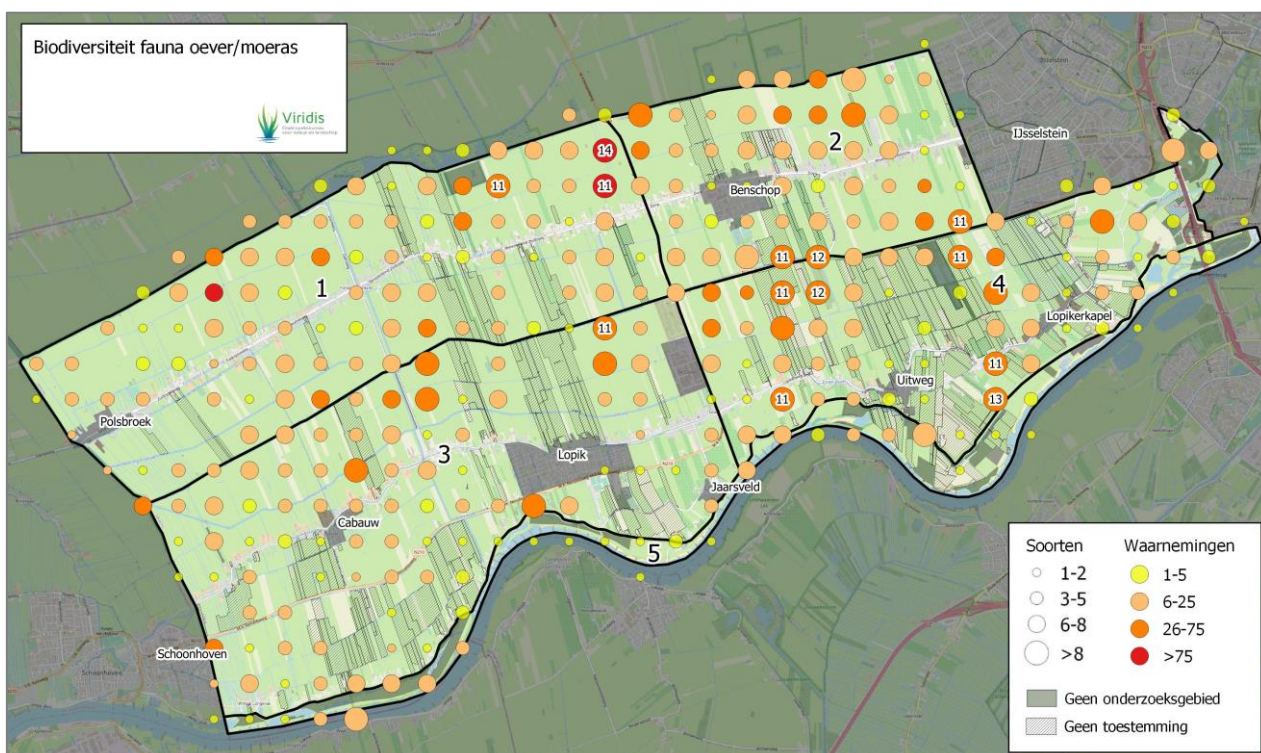 Biodiversiteit fauna oever/moeras
Viridis
IJsselstein
2
14
Benschop
11
11
11
11
12
11
1
11
12
4
11
Lopikerkapel
11
Uitweg
11
13
Polsbroek
3
Lopik
Jaarsveld
Cabauw
5
Schoonhoven
Schoonhoven
Soorten
1-2
3-5
6-8
>8
Waarnemingen
1-5
6-25
26-75
>75
Geen onderzoeksgebied
Geen toestemming